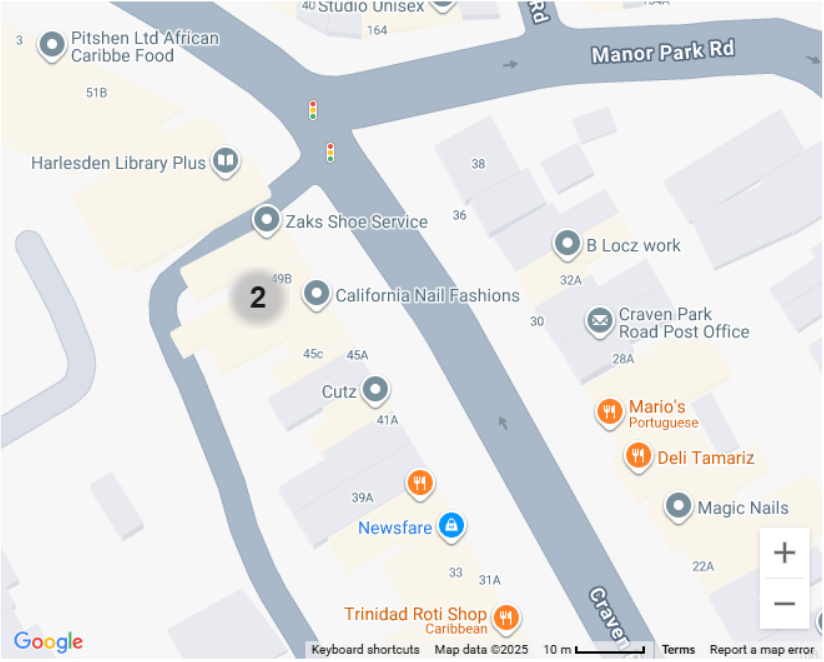 40 Studio Unisex
164
Rd
3
Pitshen Ltd African
Caribbe Food
Manor Park Rd
51B
Harlesden Library Plus
38
36
Zaks Shoe Service
B Locz work
49B
32A
2
California Nail Fashions
30
Craven Park
Road Post Office
28A
45c
45A
Cutz
41A
Mario's
Portuguese
Deli Tamariz
39A
Magic Nails
Newsfare
+
22A
33
31A
−
Trinidad Roti Shop
Caribbean
Craven
Google
Keyboard shortcuts
Map data ©2025
10 m
Terms
Report a map error